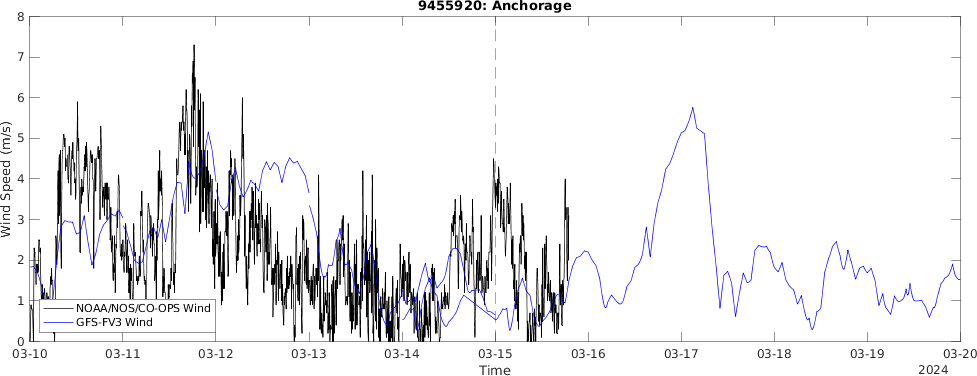 9455920: Anchorage
8
7
6
5
4
3
2
1
0
Wind Speed (m/s)
NOAA/NOS/CO-OPS Wind
GFS-FV3 Wind
03-10 03-11 03-12 03-13 03-14 03-15 03-16 03-17 03-18 03-19 03-20
Time
2024